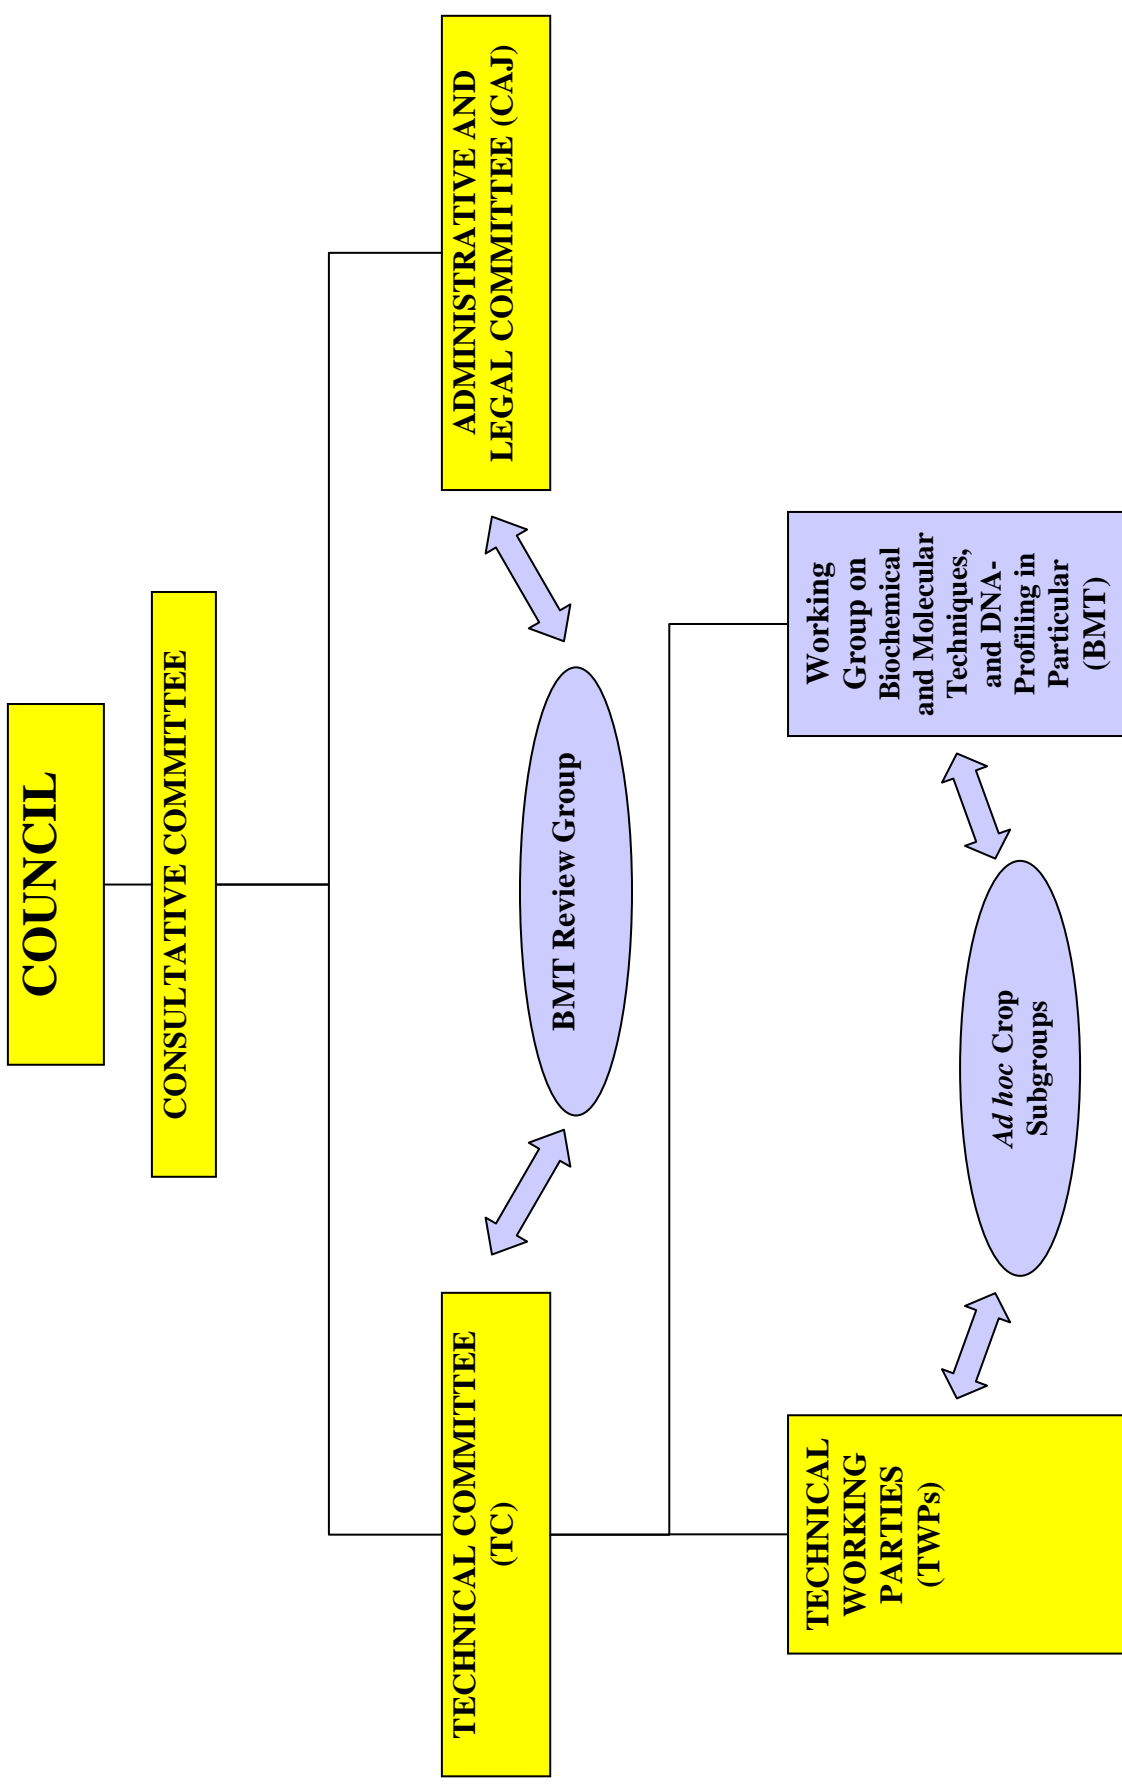 COUNCIL
CONSULTATIVE COMMITTEE
TECHNICAL COMMITTEE
(TC)
ADMINISTRATIVE AND
LEGAL COMMITTEE (CAJ)
BMT Review Group
TECHNICAL
WORKING
PARTIES
(TWPs)
Working
Group on
Biochemical
and Molecular
Techniques,
and DNA-
Profiling in
Particular
(BMT)
Ad hoc Crop
Subgroups